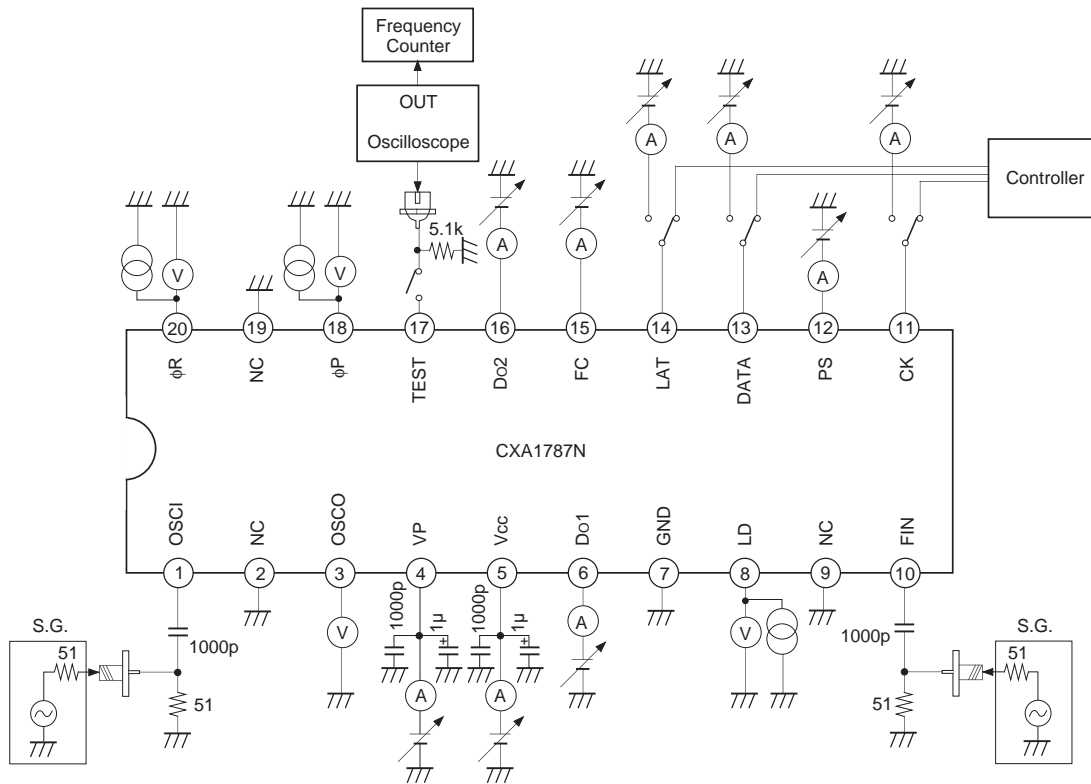 Frequency
Counter
OUT
Oscilloscope
Controller
A
A
A
A
A
A
5.1k
V
V
20
19
18
17
16
15
14
13
12
11
ϕR
NC
ϕP
TEST
Do2
FC
LAT
DATA
PS
CK
CXA1787N
OSCI
NC
OSCO
VP
Vcc
Do1
GND
LD
NC
FIN
1
2
3
4
5
6
7
8
9
10
1000p
1µ
+
1000p
1µ
+
A
V
V
S.G.
51
1000p
51
A
A
1000p
51
S.G.
51